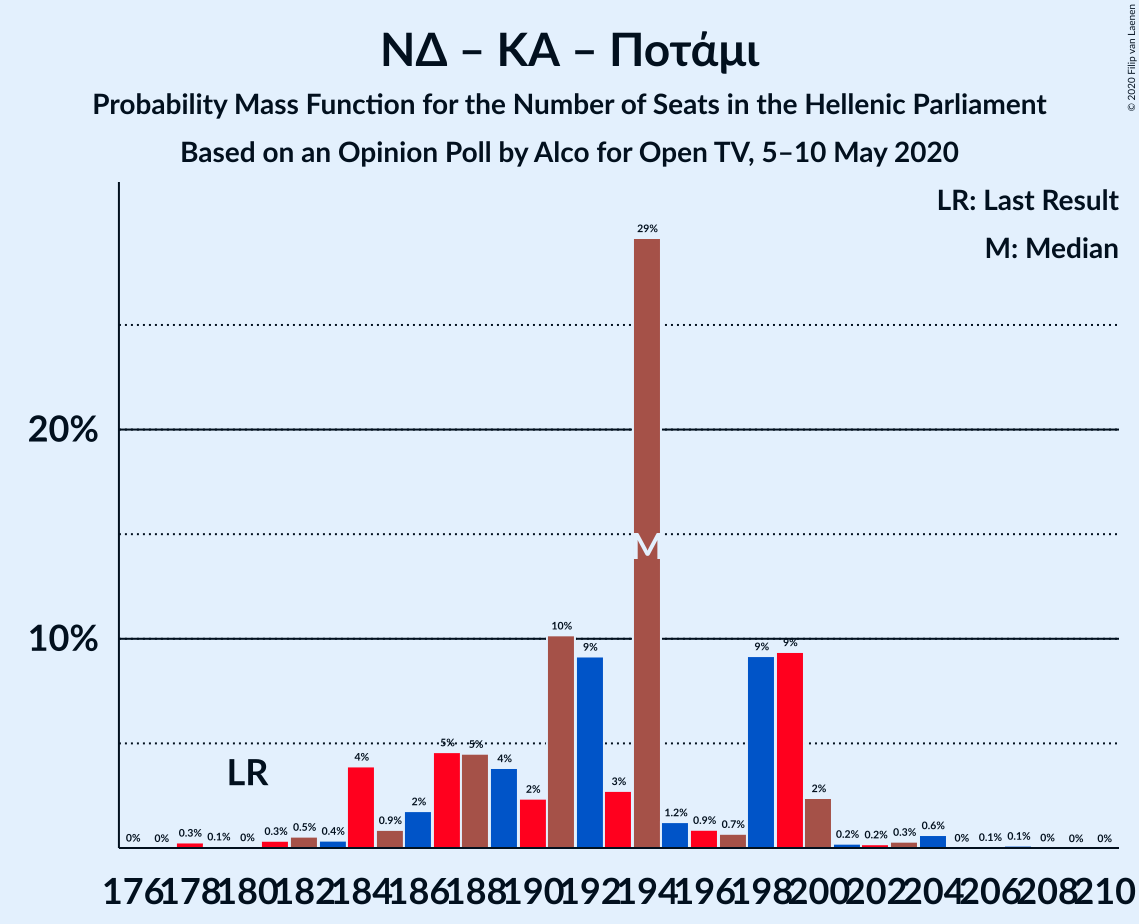 ΝΔ – ΚΑ – Ποτάμι
Probability Mass Function for the Number of Seats in the Hellenic Parliament
Based on an Opinion Poll by Alco for Open TV, 5–10 May 2020
© 2020 Filip van Laenen
LR: Last Result
M: Median
20%
10%
0% 0% 0.3% 0.1% 0% 0.3% 0.5% 0.4% 4% 0.9% 2% 5% 5% 4% 2% 10% 9% 3% 29% 1.2% 0.9% 0.7% 9% 9% 2% 0.2% 0.2% 0.3% 0.6% 0% 0.1% 0.1% 0% 0% 0%
LR
M
176 178 180 182 184 186 188 190 192 194 196 198 200 202 204 206 208 210